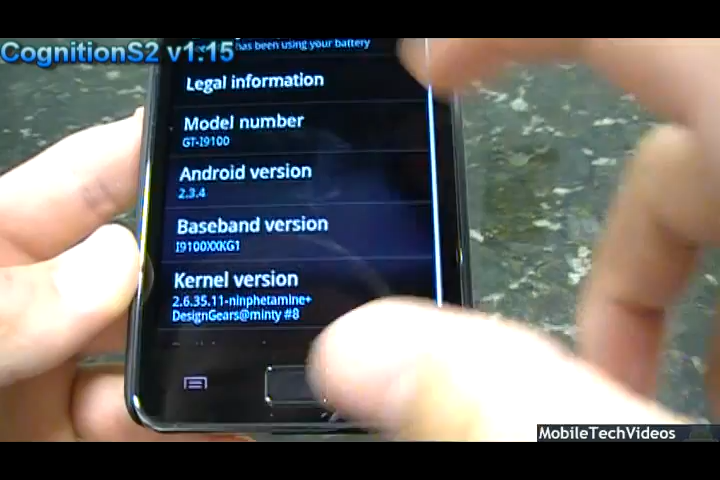 CognitionS2 v1.15
has been using your battery
Legal information
Model number
GT-I9100
Android version
2.3.4
Baseband version
I9100XXKG1
Kernel version
2.6.35.11-ninphetamine+
DesignGears@minty #8
MobileTechVideos